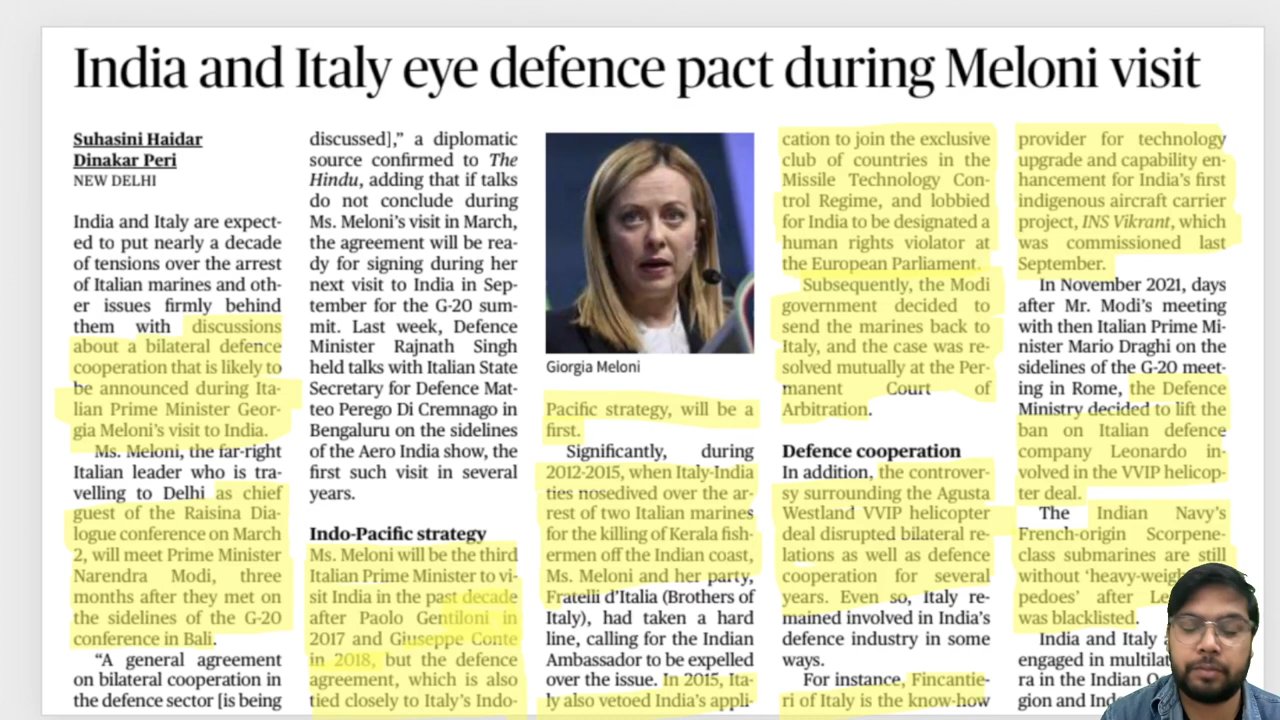 India and Italy eye defence pact during Meloni visit
Suhasini Haidar
Dinakar Peri
NEW DELHI
India and Italy are expect-
ed to put nearly a decade
of tensions over the arrest
of Italian marines and oth-
er issues firmly behind
them with discussions
about a bilateral defence
cooperation that is likely to
be announced during Ita-
lian Prime Minister Geor-
gia Meloni's visit to India.
Ms. Meloni, the far-right
Italian leader who is tra-
velling to Delhi as chief
guest of the Raisina Dia-
logue conference on March
2, will meet Prime Minister
Narendra Modi, three
months after they met on
the sidelines of the G-20
conference in Bali.
“A general agreement
on bilateral cooperation in
the defence sector [is being
discussed],” a diplomatic
source confirmed to The
Hindu, adding that if talks
do not conclude during
Ms. Meloni's visit in March,
the agreement will be rea-
dy for signing during her
next visit to India in Sep-
tember for the G-20 sum-
mit. Last week, Defence
Minister Rajnath Singh
held talks with Italian State
Secretary for Defence Mat-
teo Perego Di Cremnago in
Bengaluru on the sidelines
of the Aero India show, the
first such visit in several
years.
Indo-Pacific strategy
Ms. Meloni will be the third
Italian Prime Minister to vi-
sit India in the past decade
after Paolo Gentiloni in
2017 and Giuseppe Conte
in 2018, but the defence
agreement, which is also
tied closely to Italy's Indo-
Giorgia Meloni
Pacific strategy, will be a
first.
Significantly, during
2012-2015, when Italy-India
ties nosedived over the ar-
rest of two Italian marines
for the killing of Kerala fish-
ermen off the Indian coast,
Ms. Meloni and her party,
Fratelli d'Italia (Brothers of
Italy), had taken a hard
line, calling for the Indian
Ambassador to be expelled
over the issue. In 2015, Ita-
ly also vetoed India's appli-
cation to join the exclusive
club of countries in the
Missile Technology Con-
trol Regime, and lobbied
for India to be designated a
human rights violator at
the European Parliament.
Subsequently, the Modi
government decided to
send the marines back to
Italy, and the case was re-
solved mutually at the Per-
manent Court of
Arbitration.
Defence cooperation
In addition, the controver-
sy surrounding the Agusta
Westland VVIP helicopter
deal disrupted bilateral re-
lations as well as defence
cooperation for several
years. Even so, Italy re-
mained involved in India's
defence industry in some
ways.
For instance, Fincantie-
ri of Italy is the know-how
provider for technology
upgrade and capability en-
hancement for India's first
indigenous aircraft carrier
project, INS Vikrant, which
was commissioned last
September.
In November 2021, days
after Mr. Modi's meeting
with then Italian Prime Mi-
nister Mario Draghi on the
sidelines of the G-20 meet-
ing in Rome, the Defence
Ministry decided to lift the
ban on Italian defence
company Leonardo in-
volved in the VVIP helicop-
ter deal.
The Indian Navy's
French-origin Scorpene-
class submarines are still
without ‘heavy-weigh
pedoes’ after Le
was blacklisted.
India and Italy
engaged in multilat
ra in the Indian O
gion and Ind